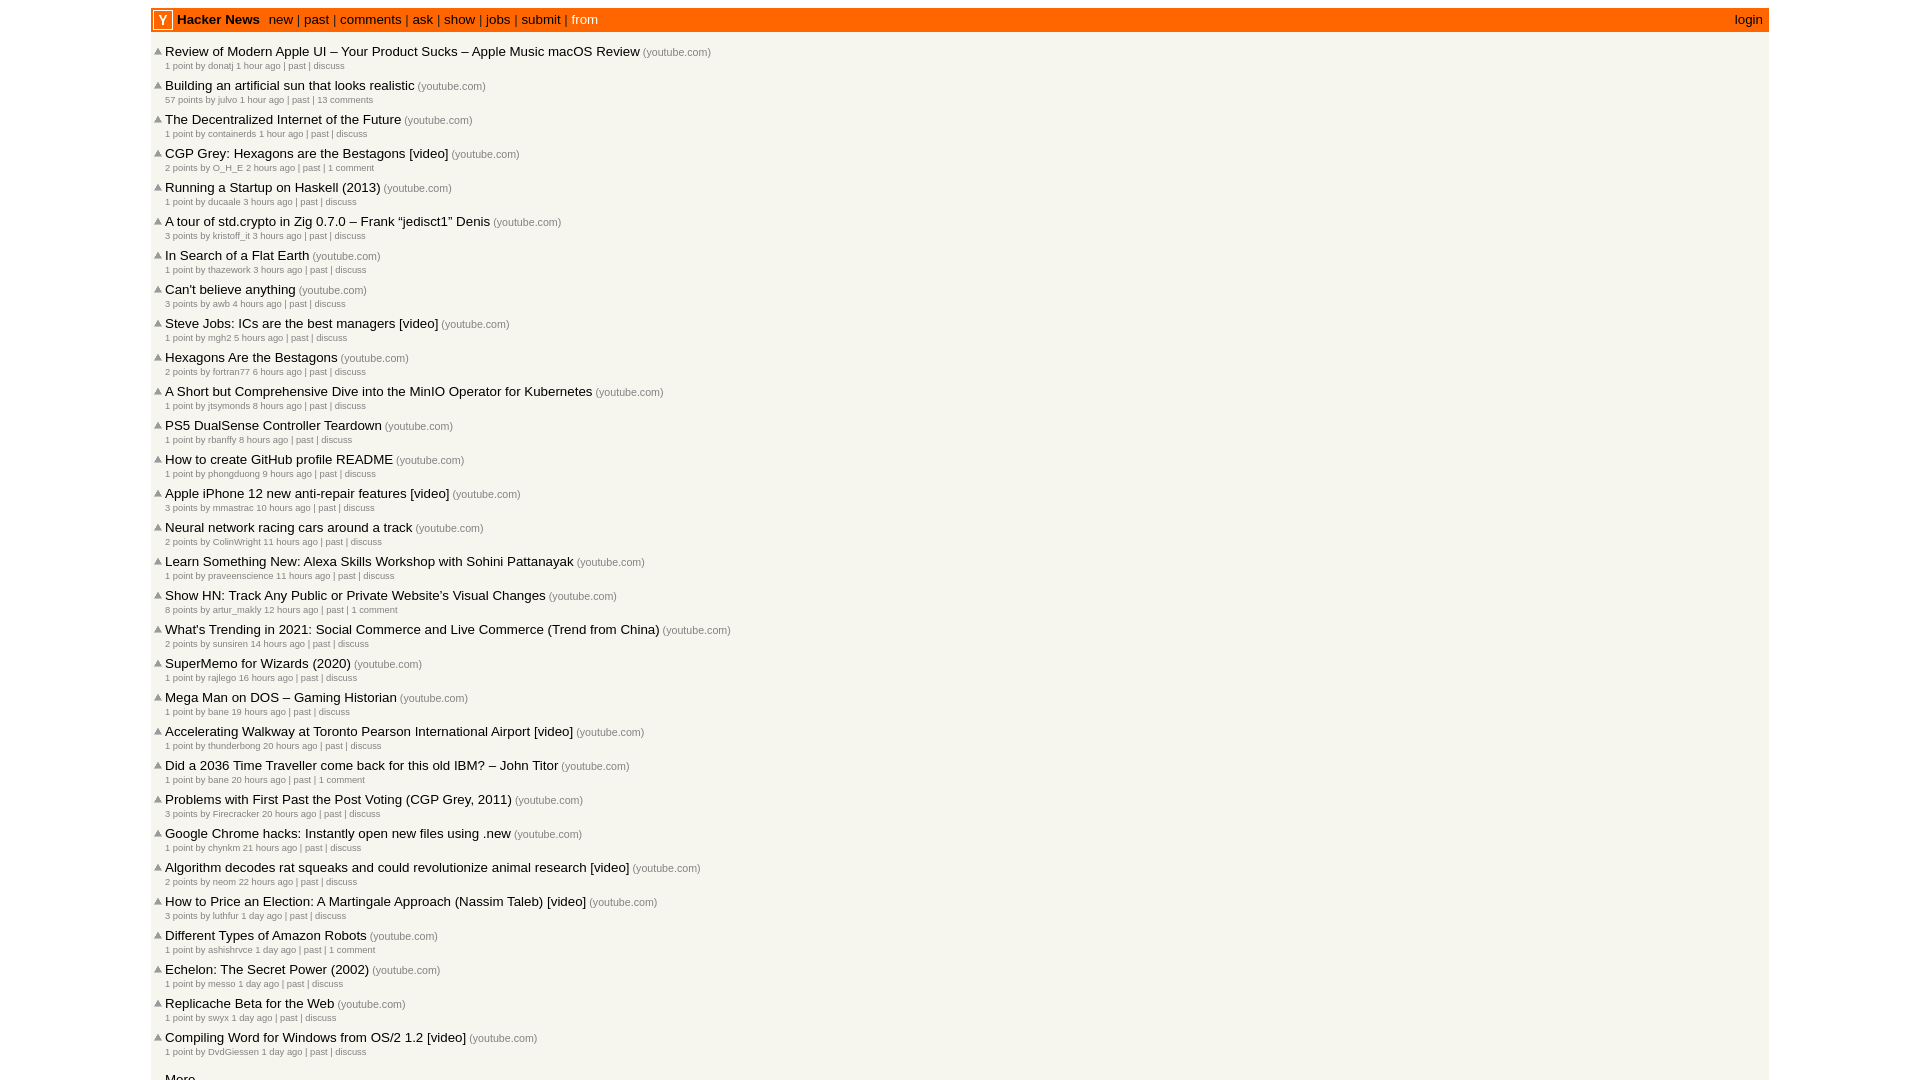 Y Hacker News new | past | comments | ask | show | jobs | submit | from login
Review of Modern Apple UI – Your Product Sucks – Apple Music macOS Review (youtube.com)
1 point by donatj 1 hour ago | past | discuss
Building an artificial sun that looks realistic (youtube.com)
57 points by julvo 1 hour ago | past | 13 comments
The Decentralized Internet of the Future (youtube.com)
1 point by containerds 1 hour ago | past | discuss
CGP Grey: Hexagons are the Bestagons [video] (youtube.com)
2 points by O_H_E 2 hours ago | past | 1 comment
Running a Startup on Haskell (2013) (youtube.com)
1 point by ducaale 3 hours ago | past | discuss
A tour of std.crypto in Zig 0.7.0 – Frank “jedisct1” Denis (youtube.com)
3 points by kristoff_it 3 hours ago | past | discuss
In Search of a Flat Earth (youtube.com)
1 point by thazework 3 hours ago | past | discuss
Can't believe anything (youtube.com)
3 points by awb 4 hours ago | past | discuss
Steve Jobs: ICs are the best managers [video] (youtube.com)
1 point by mgh2 5 hours ago | past | discuss
Hexagons Are the Bestagons (youtube.com)
2 points by fortran77 6 hours ago | past | discuss
A Short but Comprehensive Dive into the MinIO Operator for Kubernetes (youtube.com)
1 point by jtsymonds 8 hours ago | past | discuss
PS5 DualSense Controller Teardown (youtube.com)
1 point by rbanffy 8 hours ago | past | discuss
How to create GitHub profile README (youtube.com)
1 point by phongduong 9 hours ago | past | discuss
Apple iPhone 12 new anti-repair features [video] (youtube.com)
3 points by mmastrac 10 hours ago | past | discuss
Neural network racing cars around a track (youtube.com)
2 points by ColinWright 11 hours ago | past | discuss
Learn Something New: Alexa Skills Workshop with Sohini Pattanayak (youtube.com)
1 point by praveenscience 11 hours ago | past | discuss
Show HN: Track Any Public or Private Website’s Visual Changes (youtube.com)
8 points by artur_makly 12 hours ago | past | 1 comment
What's Trending in 2021: Social Commerce and Live Commerce (Trend from China) (youtube.com)
2 points by sunsiren 14 hours ago | past | discuss
SuperMemo for Wizards (2020) (youtube.com)
1 point by rajlego 16 hours ago | past | discuss
Mega Man on DOS – Gaming Historian (youtube.com)
1 point by bane 19 hours ago | past | discuss
Accelerating Walkway at Toronto Pearson International Airport [video] (youtube.com)
1 point by thunderbong 20 hours ago | past | discuss
Did a 2036 Time Traveller come back for this old IBM? – John Titor (youtube.com)
1 point by bane 20 hours ago | past | 1 comment
Problems with First Past the Post Voting (CGP Grey, 2011) (youtube.com)
3 points by Firecracker 20 hours ago | past | discuss
Google Chrome hacks: Instantly open new files using .new (youtube.com)
1 point by chynkm 21 hours ago | past | discuss
Algorithm decodes rat squeaks and could revolutionize animal research [video] (youtube.com)
2 points by neom 22 hours ago | past | discuss
How to Price an Election: A Martingale Approach (Nassim Taleb) [video] (youtube.com)
3 points by luthfur 1 day ago | past | discuss
Different Types of Amazon Robots (youtube.com)
1 point by ashishrvce 1 day ago | past | 1 comment
Echelon: The Secret Power (2002) (youtube.com)
1 point by messo 1 day ago | past | discuss
Replicache Beta for the Web (youtube.com)
1 point by swyx 1 day ago | past | discuss
Compiling Word for Windows from OS/2 1.2 [video] (youtube.com)
1 point by DvdGiessen 1 day ago | past | discuss
More